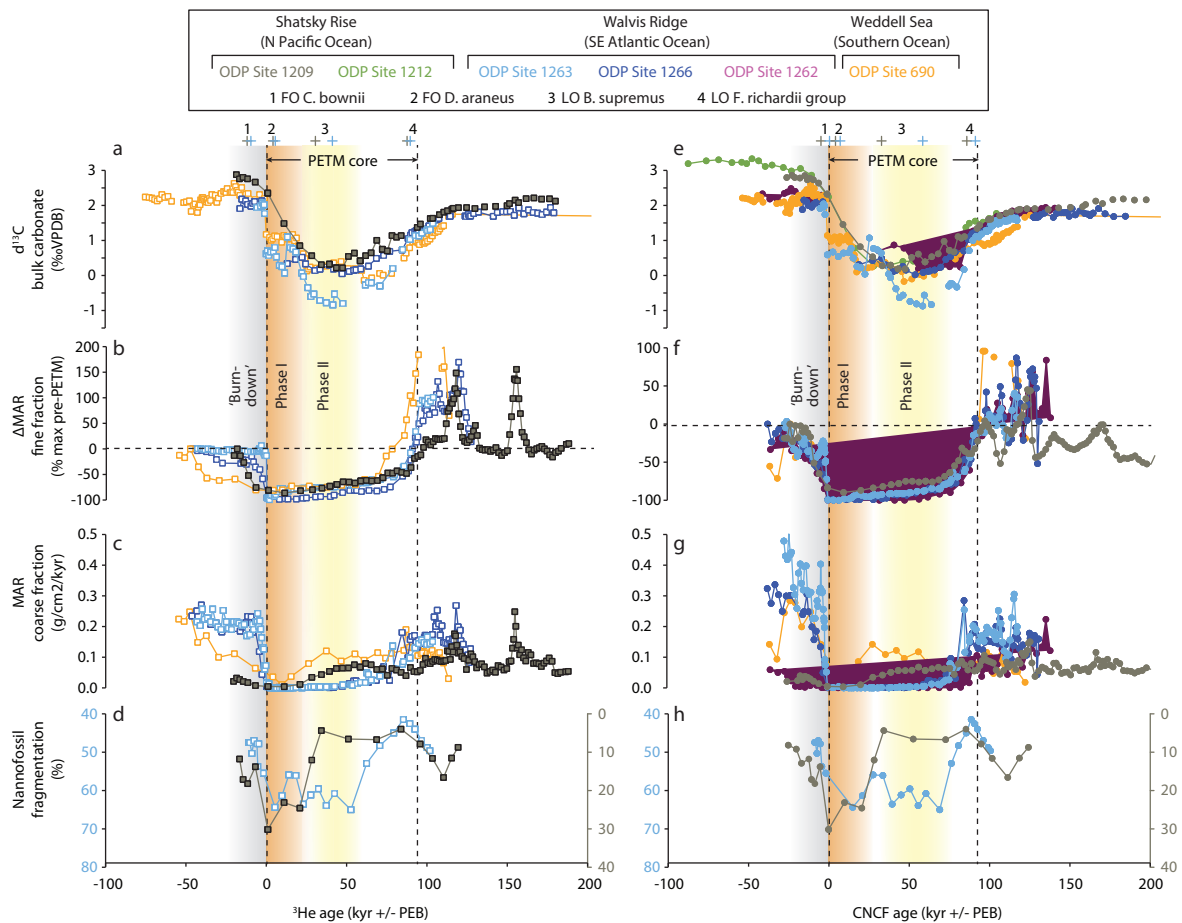 Shatsky Rise Walvis Ridge Weddell Sea
(N Pacific Ocean) (SE Atlantic Ocean) (Southern Ocean)
ODP Site 1209 ODP Site 1212 ODP Site 1263 ODP Site 1266 ODP Site 1262 ODP Site 690
1 FO C. bownii 2 FO D. araneus 3 LO B. supremus 4 LO F. richardii group
1 2 3 4
1 2 3 4
a
PETM core
e
PETM core
d¹³C
bulk carbonate
(‰VPDB)
3
2
1
0
-1
3
2
1
0
-1
b
'Burn-
down'
Phase I
Phase II
f
'Burn-
down'
Phase I
Phase II
ΔMAR
fine fraction
(% max pre-PETM)
200
150
100
50
0
-50
-100
100
50
0
-50
-100
c
g
MAR
coarse fraction
(g/cm2/kyr)
0.5
0.4
0.3
0.2
0.1
0.0
0.5
0.4
0.3
0.2
0.1
0.0
d
h
Nannofossil
fragmentation
(%)
40
50
60
70
80
0
10
20
30
40
40
50
60
70
80
0
10
20
30
40
-100 -50 0 50 100 150 200
-100 -50 0 50 100 150 200
³He age (kyr +/- PEB)
CNCF age (kyr +/- PEB)